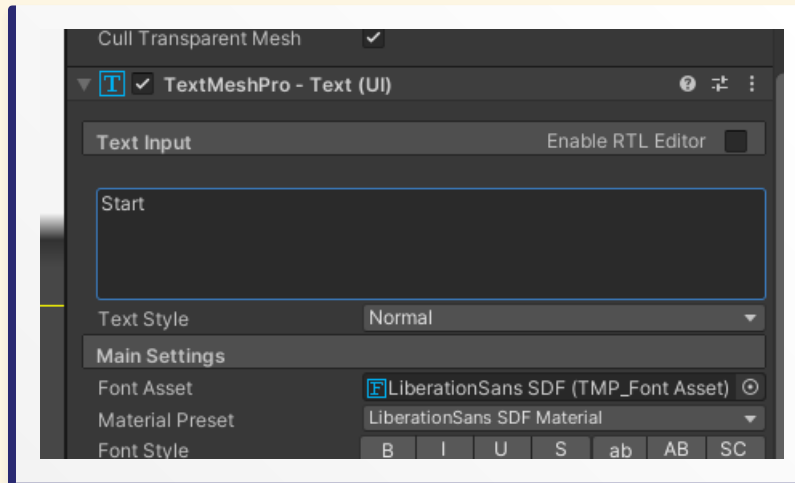 Cull Transparent Mesh
TextMeshPro - Text (UI)
Text Input Enable RTL Editor
Start
Text Style Normal
Main Settings
Font Asset LiberationSans SDF (TMP_Font Asset)
Material Preset LiberationSans SDF Material
Font Style B I U S ab AB SC